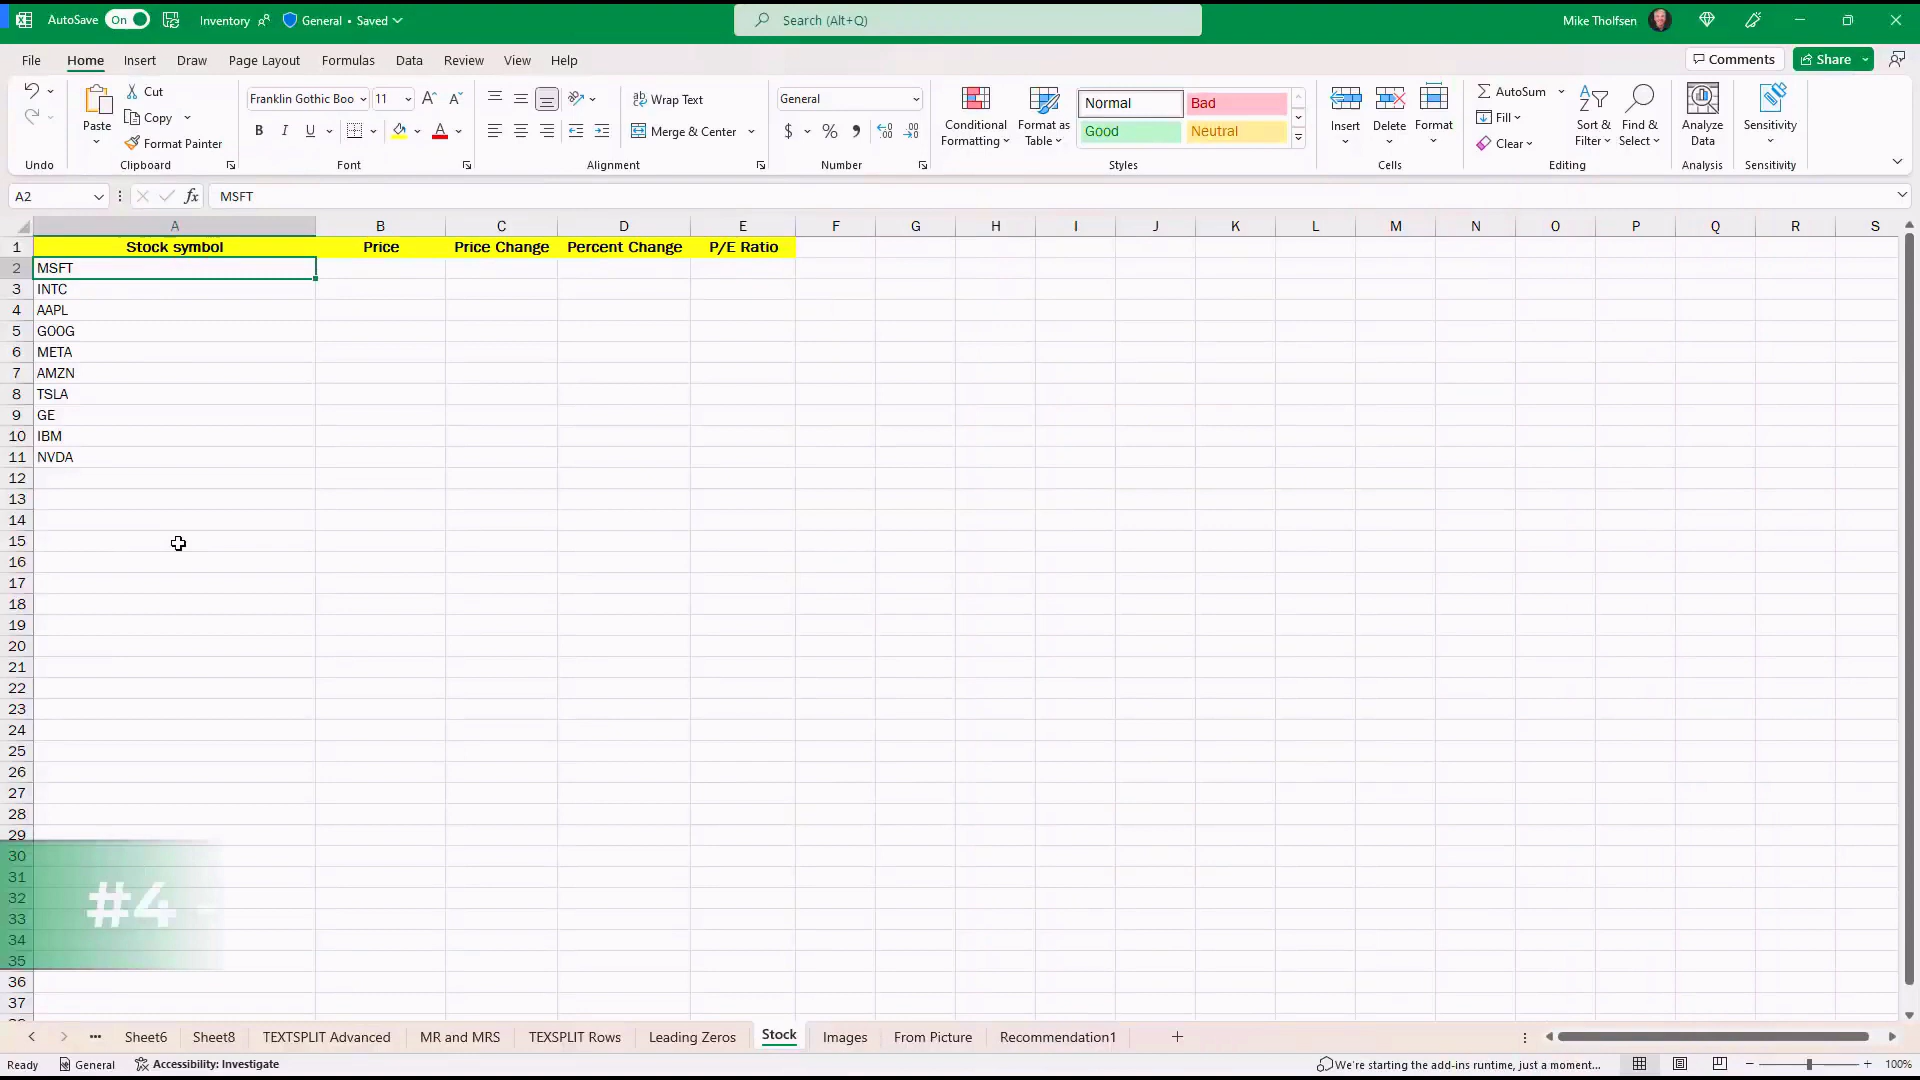 AutoSave On Inventory General • Saved Search (Alt+Q) Mike Tholfsen
File Home Insert Draw Page Layout Formulas Data Review View Help Comments Share
Paste Cut Copy Format Painter
Franklin Gothic Boo 11 A A
B I U A
Wrap Text
Merge & Center
General
$ % 9
Conditional Formatting
Format as Table
Normal Bad
Good Neutral
Insert Delete Format
AutoSum
Fill
Clear
Sort & Filter
Find & Select
Analyze Data
Sensitivity
Undo Clipboard Font Alignment Number Styles Cells Editing Analysis Sensitivity
A2 fx MSFT
A B C D E F G H I J K L M N O P Q R S
1 Stock symbol Price Price Change Percent Change P/E Ratio
2 MSFT
3 INTC
4 AAPL
5 GOOG
6 META
7 AMZN
8 TSLA
9 GE
10 IBM
11 NVDA
12
13
14
15
16
17
18
19
20
21
22
23
24
25
26
27
28
29
30
31
32 #4
33
34
35
36
37
Sheet6 Sheet8 TEXTSPLIT Advanced MR and MRS TEXSPLIT Rows Leading Zeros Stock Images From Picture Recommendation1
Ready General Accessibility: Investigate We're starting the add-ins runtime, just a moment... 100%